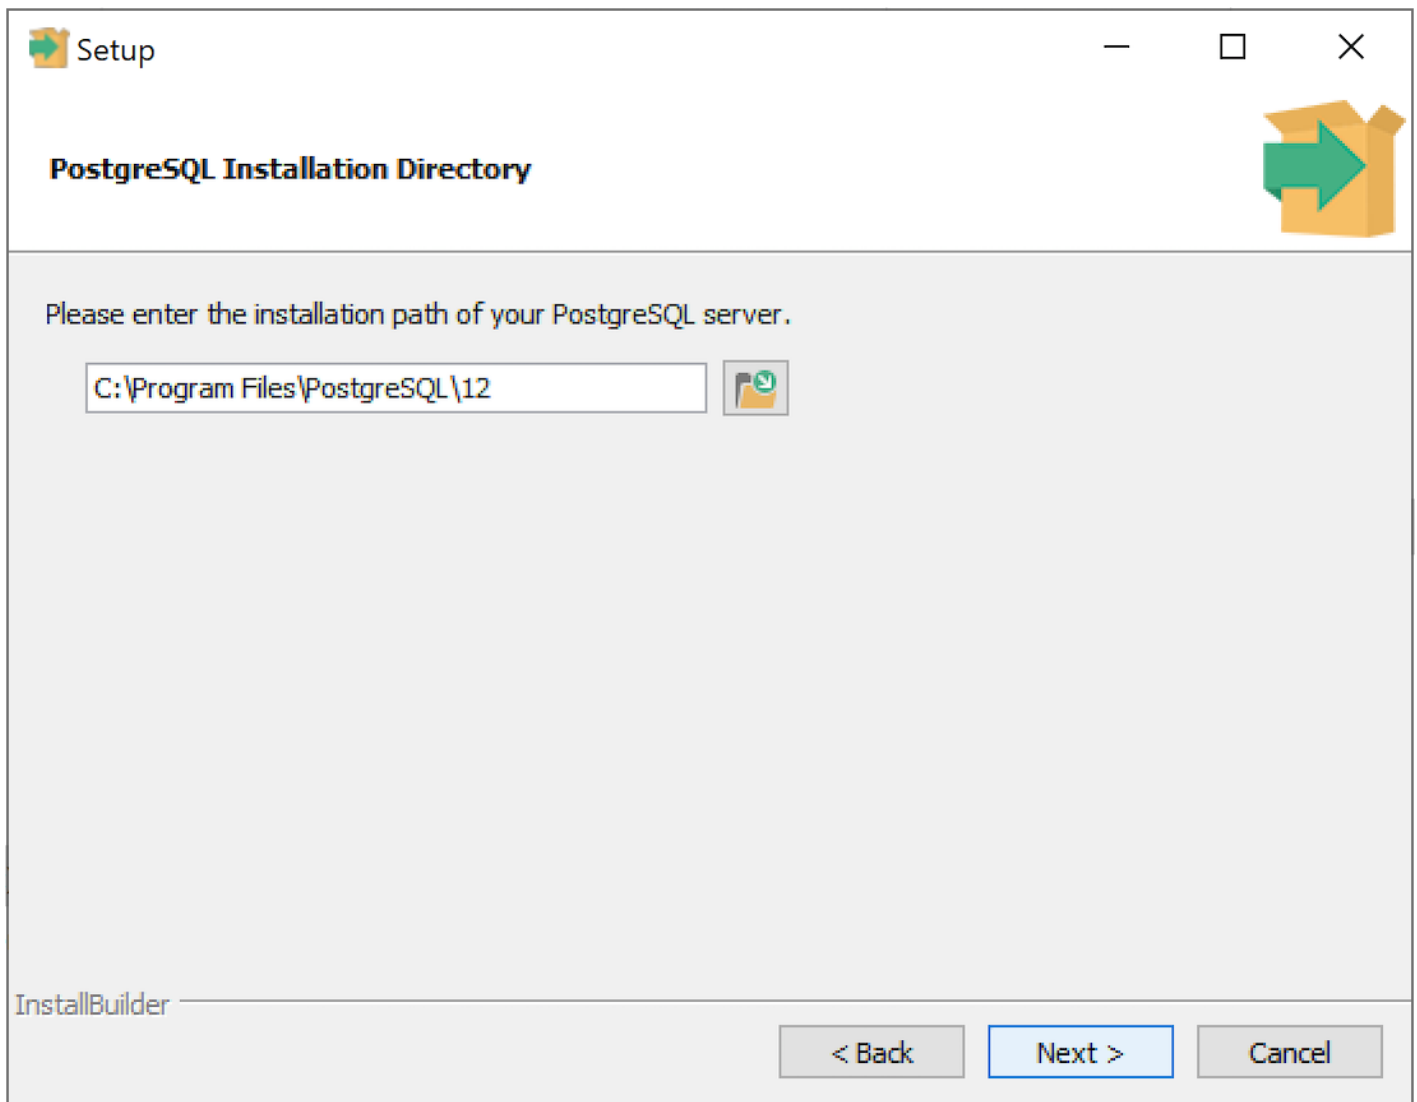 Setup
PostgreSQL Installation Directory
Please enter the installation path of your PostgreSQL server.
C:\Program Files\PostgreSQL\12
InstallBuilder
< Back
Next >
Cancel